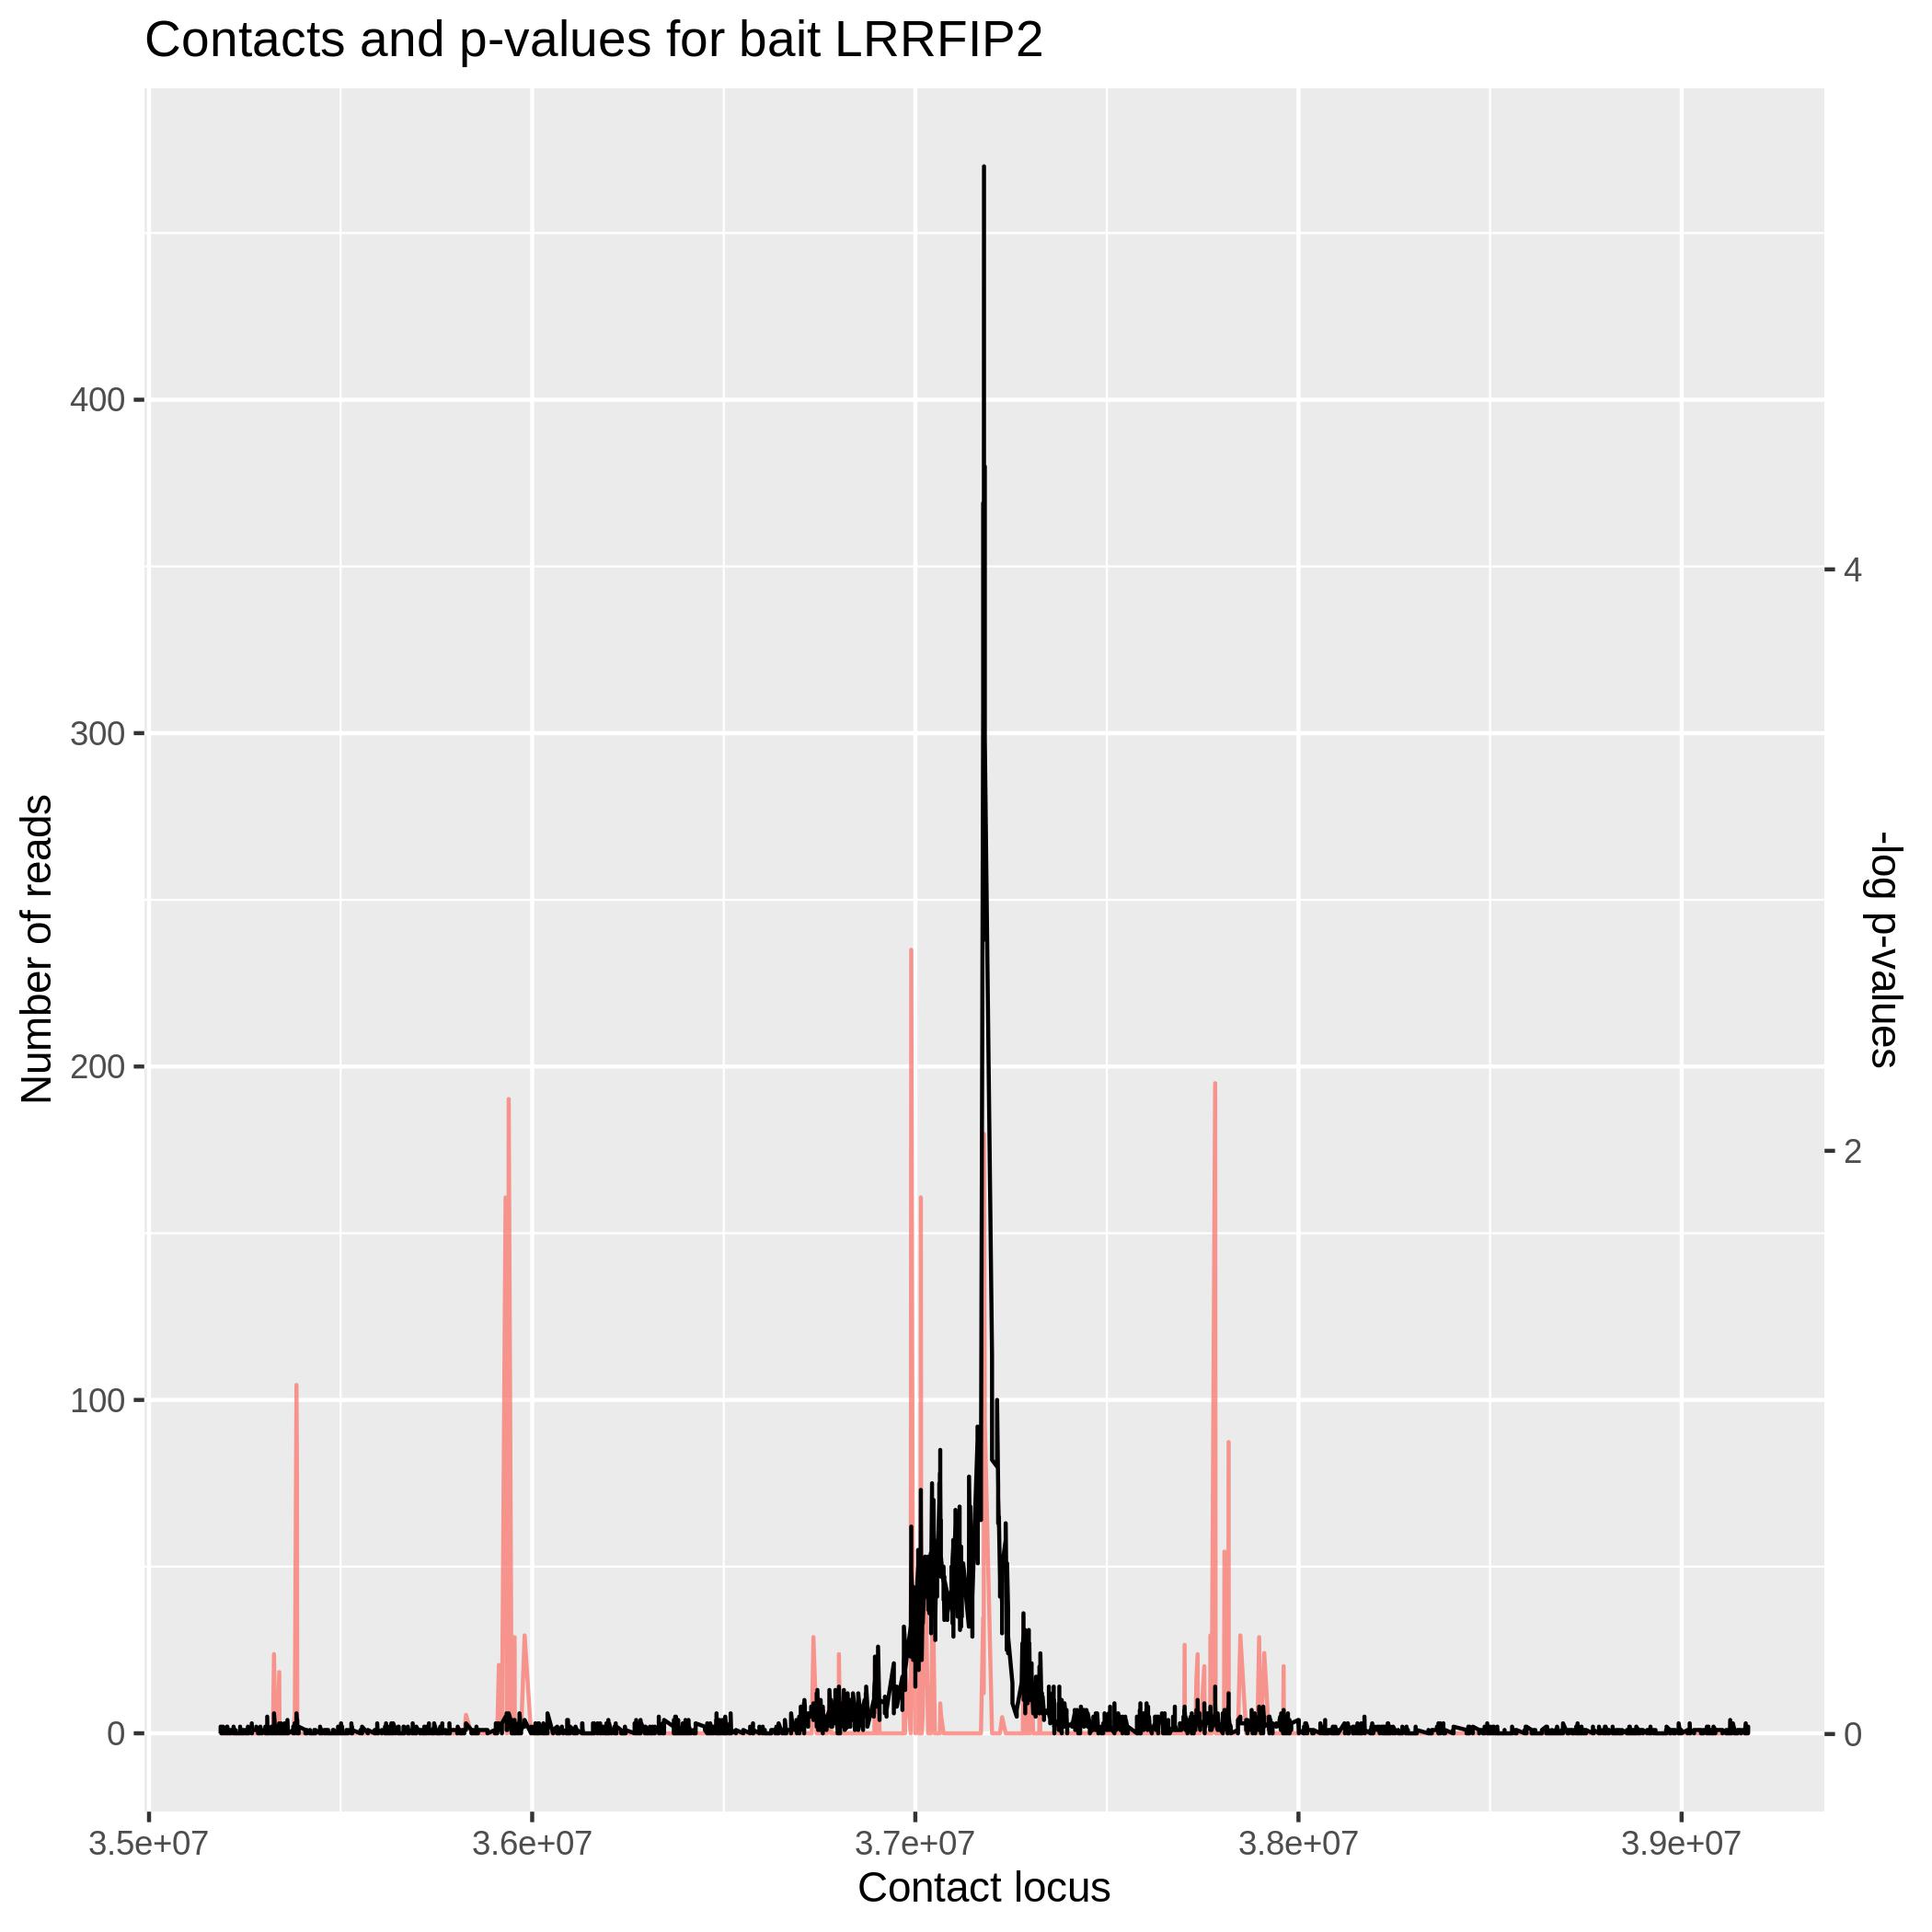 Contacts and p-values for bait LRRFIP2
Number of reads
400
300
200
100
0
4
2
0
-log p-values
3.5e+07
3.6e+07
3.7e+07
3.8e+07
3.9e+07
Contact locus